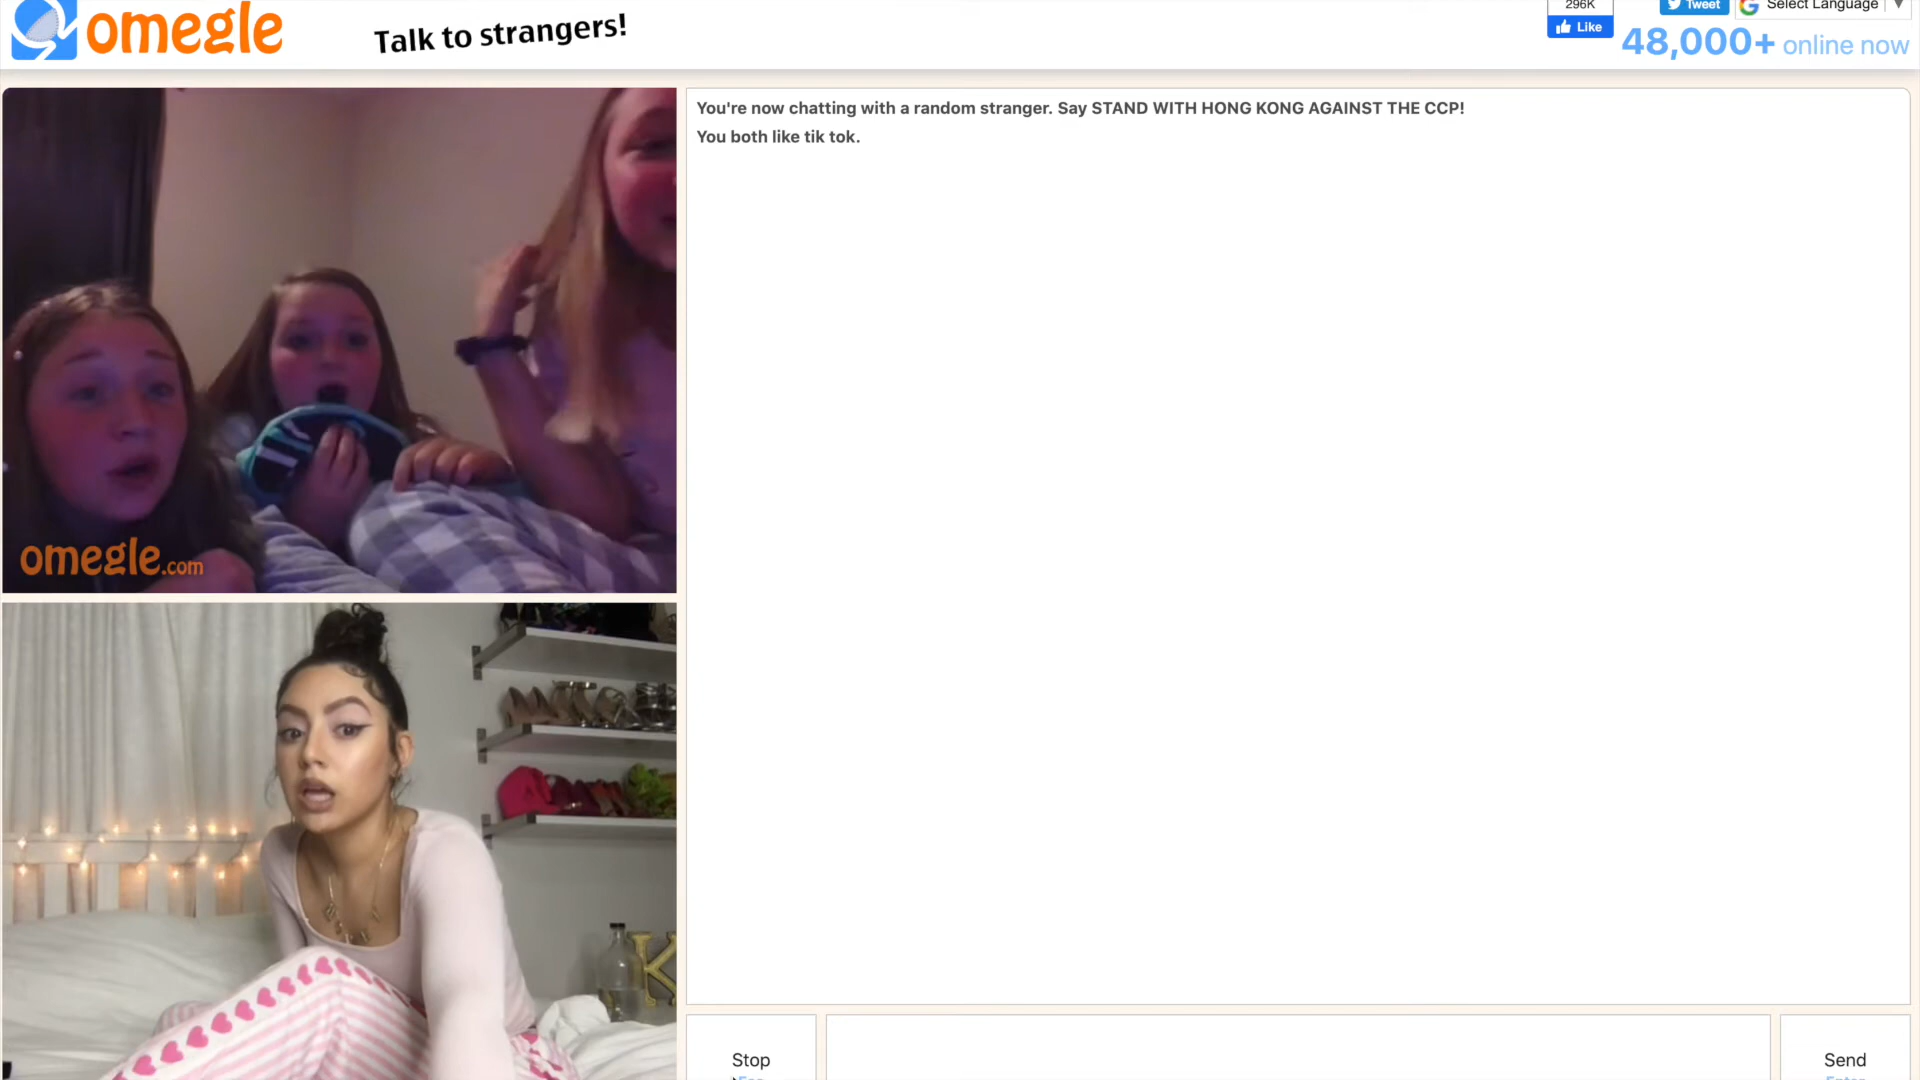 omegle
Talk to strangers!
296K
Like
Tweet
Select Language
48,000+ online now
You're now chatting with a random stranger. Say STAND WITH HONG KONG AGAINST THE CCP!
You both like tik tok.
omegle.com
K
Stop
Send